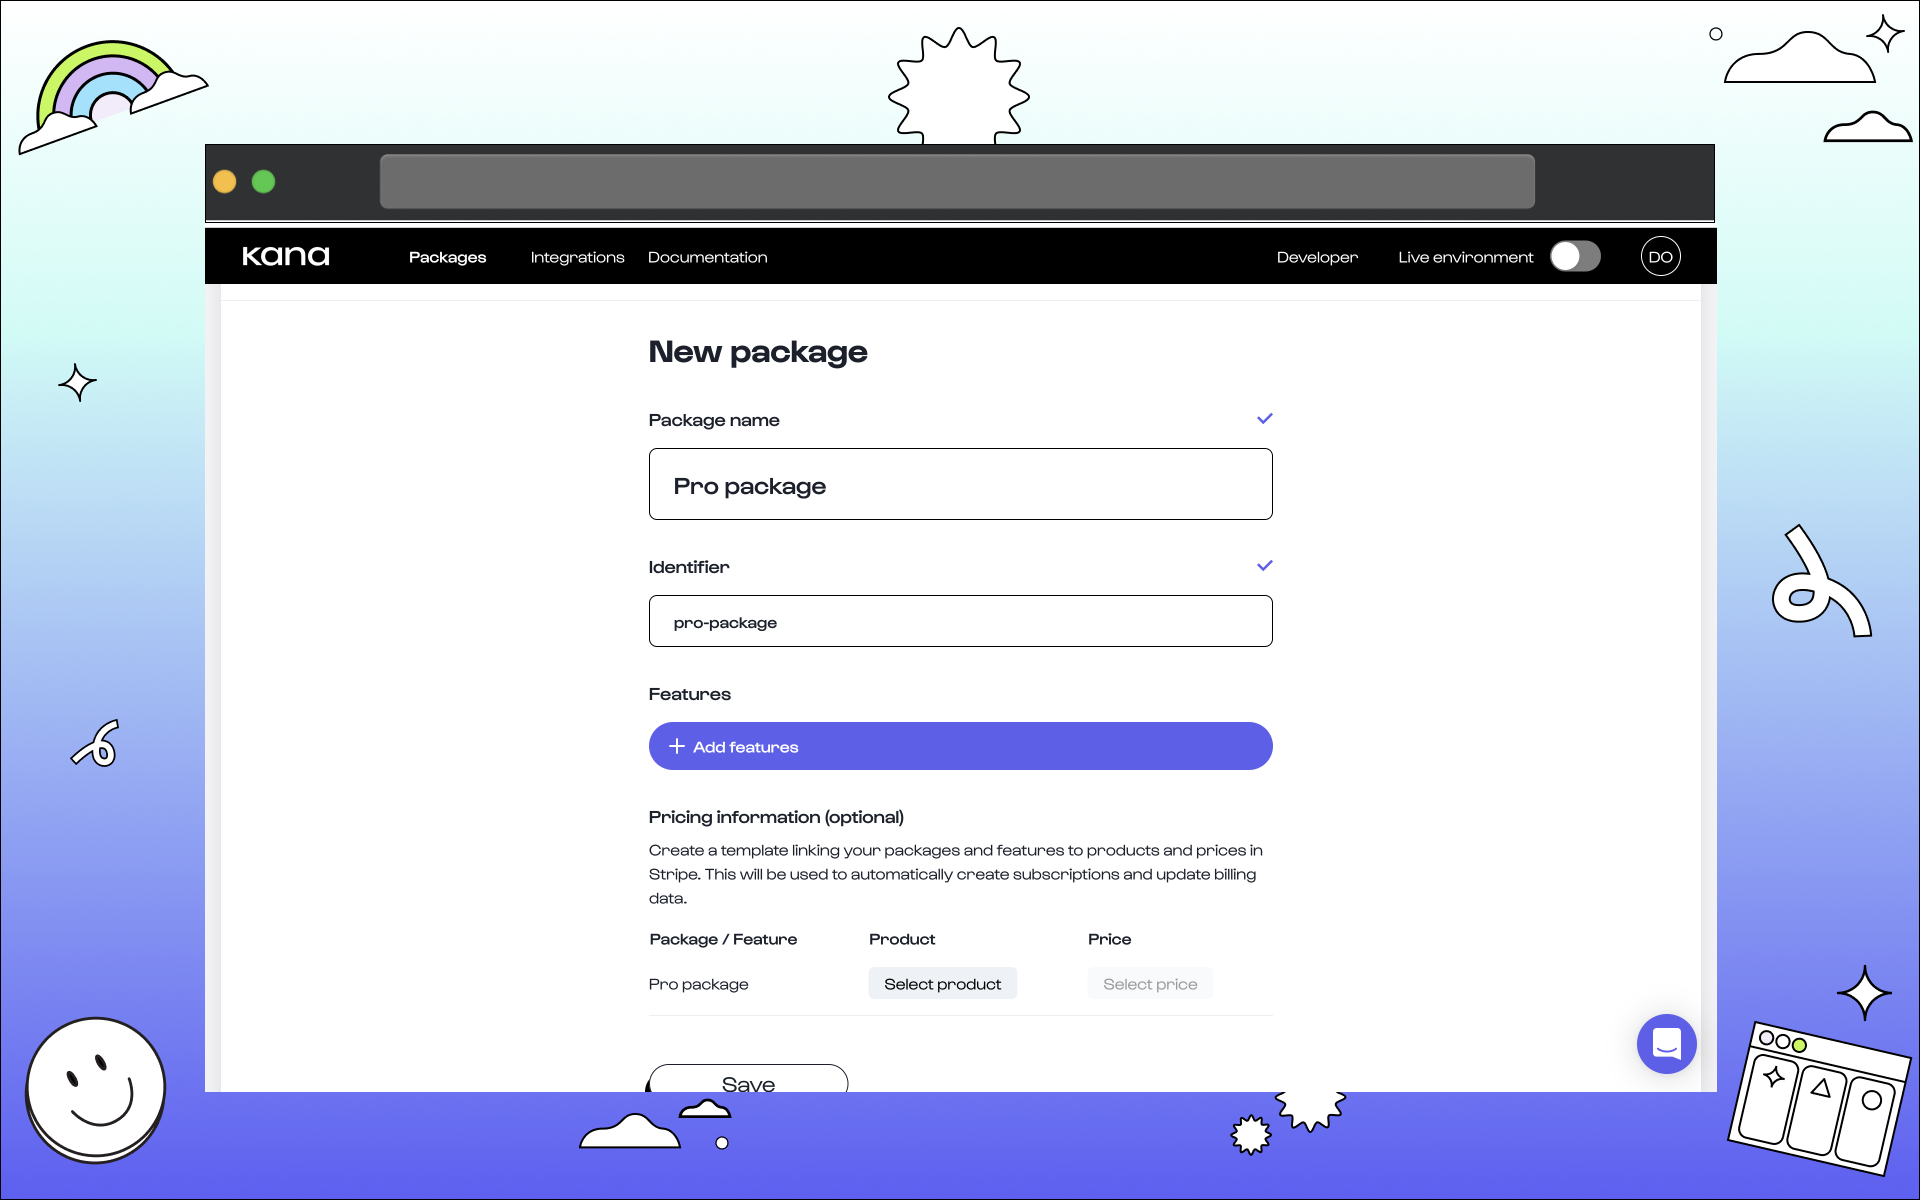 kana
Packages
Integrations
Documentation
Developer
Live environment
DO
New package
Package name
Pro package
Identifier
pro-package
Features
Add features
Pricing information (optional)
Create a template linking your packages and features to products and prices in
Stripe. This will be used to automatically create subscriptions and update billing
data.
Package / Feature
Product
Price
Pro package
Select product
Select price
Save